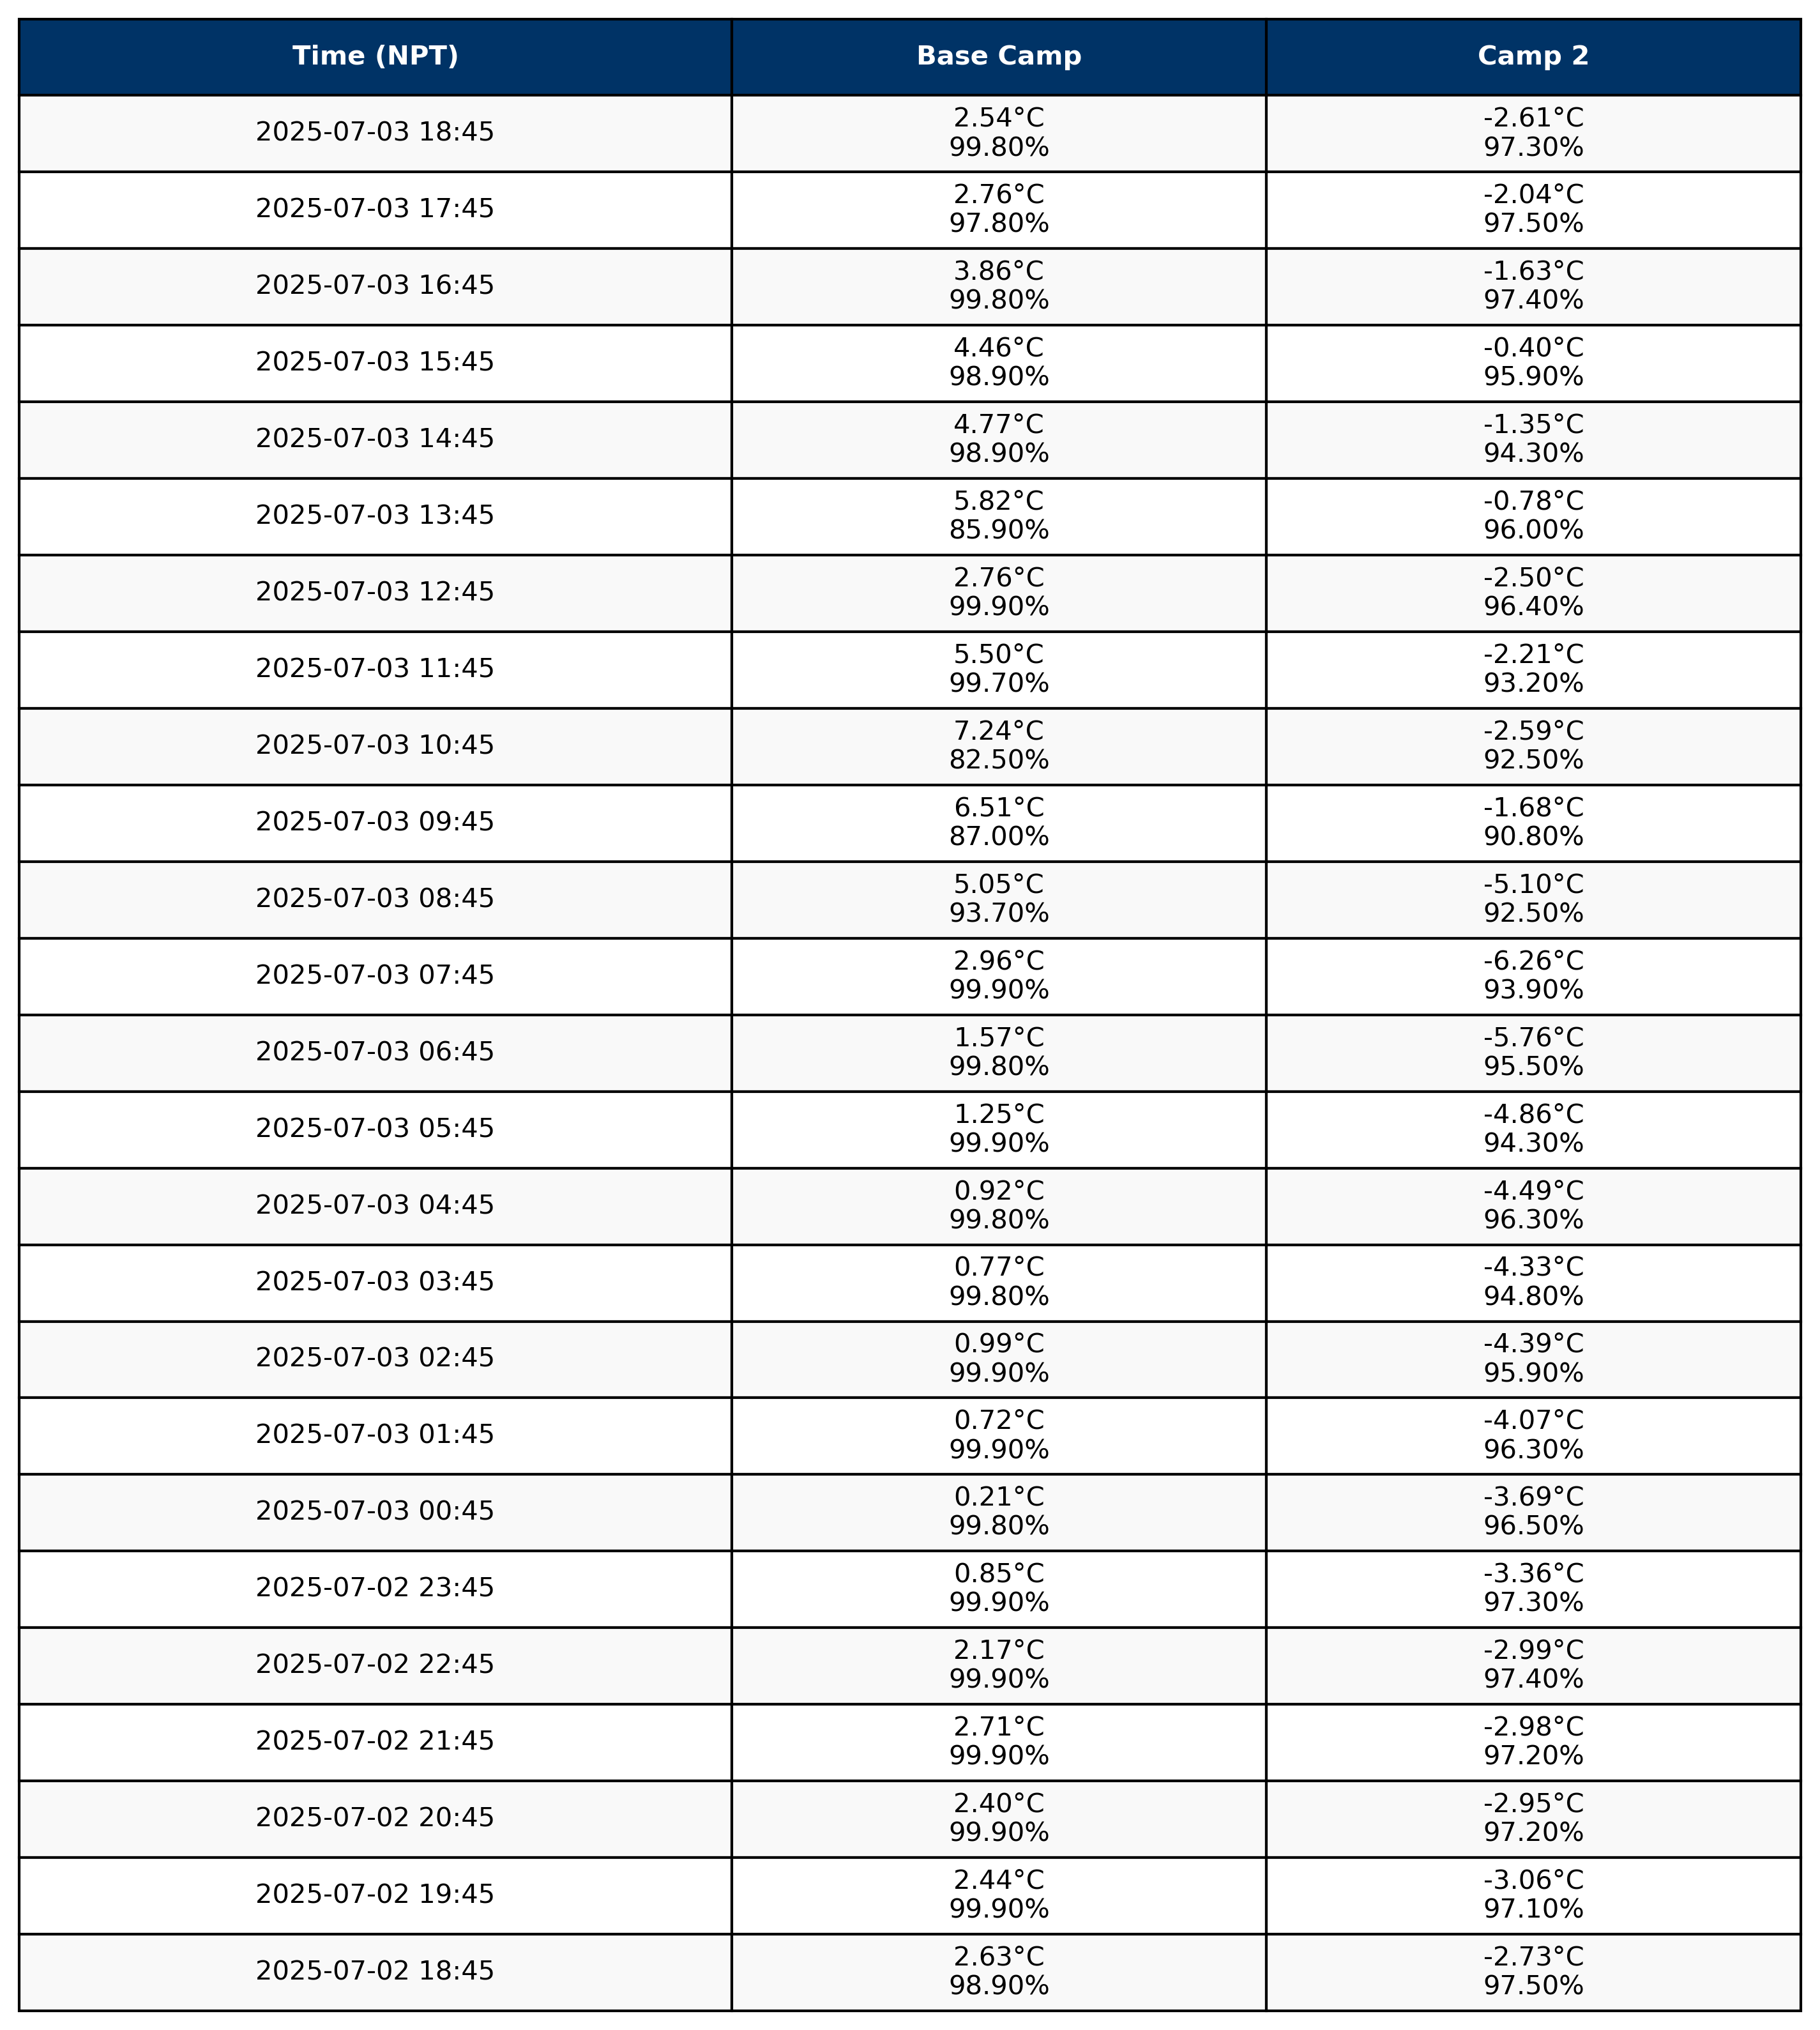 Time (NPT) Base Camp Camp 2
2025-07-03 18:45 2.54°C -2.61°C
99.80% 97.30%
2025-07-03 17:45 2.76°C -2.04°C
97.80% 97.50%
2025-07-03 16:45 3.86°C -1.63°C
99.80% 97.40%
2025-07-03 15:45 4.46°C -0.40°C
98.90% 95.90%
2025-07-03 14:45 4.77°C -1.35°C
98.90% 94.30%
2025-07-03 13:45 5.82°C -0.78°C
85.90% 96.00%
2025-07-03 12:45 2.76°C -2.50°C
99.90% 96.40%
2025-07-03 11:45 5.50°C -2.21°C
99.70% 93.20%
2025-07-03 10:45 7.24°C -2.59°C
82.50% 92.50%
2025-07-03 09:45 6.51°C -1.68°C
87.00% 90.80%
2025-07-03 08:45 5.05°C -5.10°C
93.70% 92.50%
2025-07-03 07:45 2.96°C -6.26°C
99.90% 93.90%
2025-07-03 06:45 1.57°C -5.76°C
99.80% 95.50%
2025-07-03 05:45 1.25°C -4.86°C
99.90% 94.30%
2025-07-03 04:45 0.92°C -4.49°C
99.80% 96.30%
2025-07-03 03:45 0.77°C -4.33°C
99.80% 94.80%
2025-07-03 02:45 0.99°C -4.39°C
99.90% 95.90%
2025-07-03 01:45 0.72°C -4.07°C
99.90% 96.30%
2025-07-03 00:45 0.21°C -3.69°C
99.80% 96.50%
2025-07-02 23:45 0.85°C -3.36°C
99.90% 97.30%
2025-07-02 22:45 2.17°C -2.99°C
99.90% 97.40%
2025-07-02 21:45 2.71°C -2.98°C
99.90% 97.20%
2025-07-02 20:45 2.40°C -2.95°C
99.90% 97.20%
2025-07-02 19:45 2.44°C -3.06°C
99.90% 97.10%
2025-07-02 18:45 2.63°C -2.73°C
98.90% 97.50%